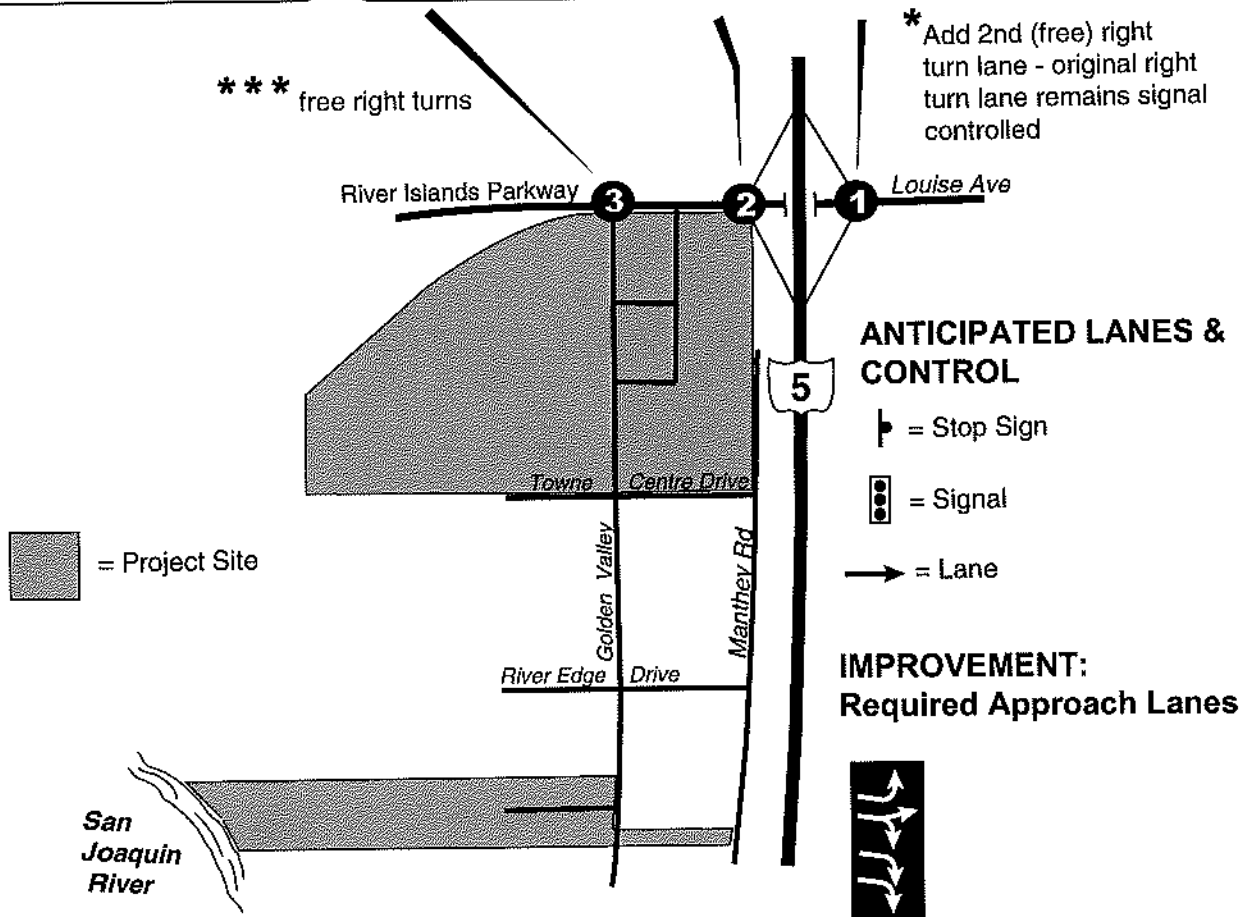 * Add 2nd (free) right
turn lane - original right
turn lane remains signal
controlled
* * * free right turns
River Islands Parkway
3
2
1
Louise Ave
ANTICIPATED LANES &
CONTROL
5
= Stop Sign
= Signal
= Lane
Towne Centre Drive
= Project Site
Golden Valley
Manthey Rd
River Edge Drive
IMPROVEMENT:
Required Approach Lanes
San
Joaquin
River